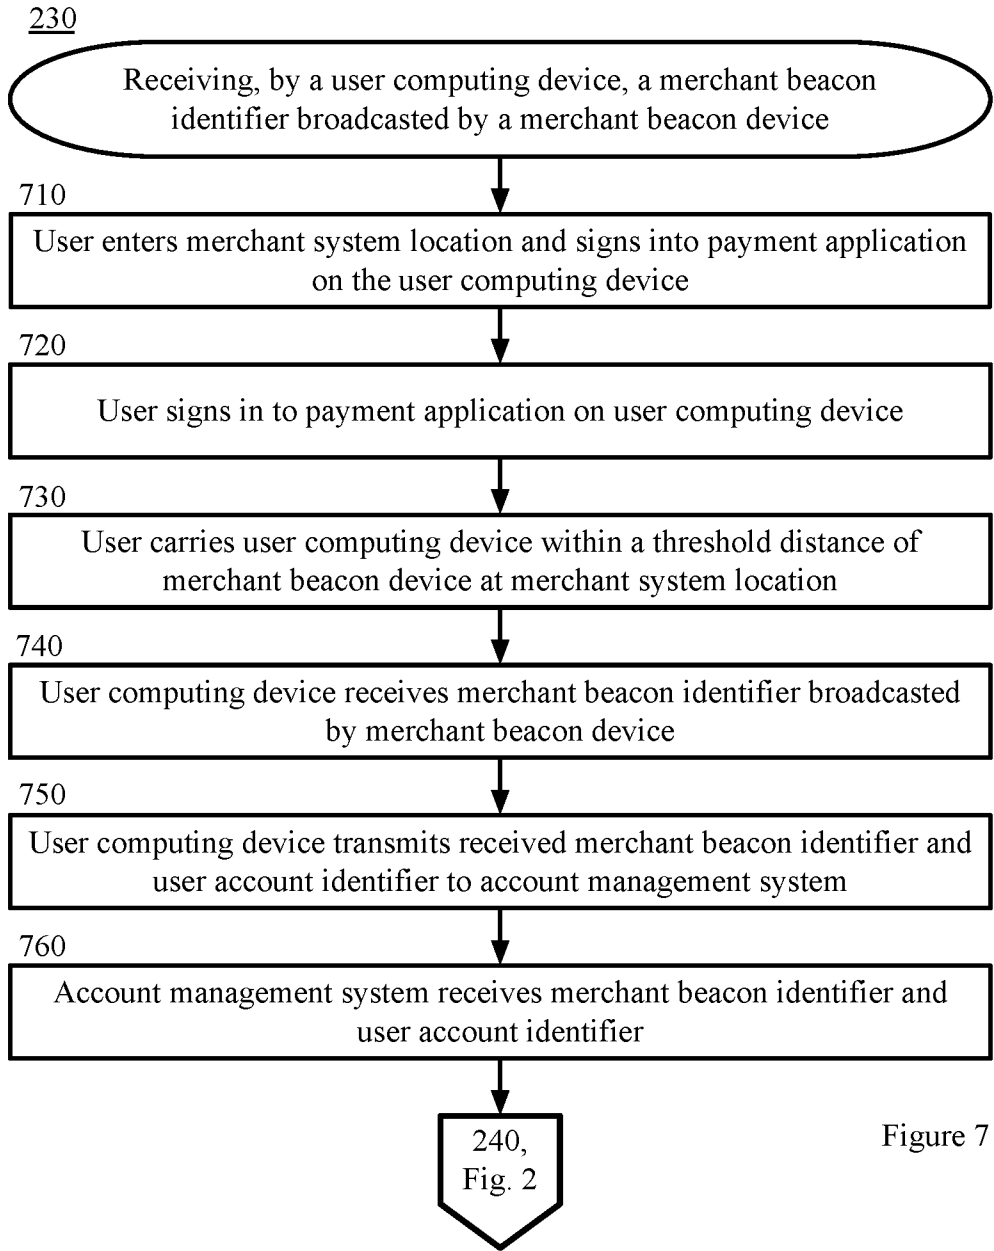 230
Receiving, by a user computing device, a merchant beacon
identifier broadcasted by a merchant beacon device
710
User enters merchant system location and signs into payment application
on the user computing device
720
User signs in to payment application on user computing device
730
User carries user computing device within a threshold distance of
merchant beacon device at merchant system location
740
User computing device receives merchant beacon identifier broadcasted
by merchant beacon device
750
User computing device transmits received merchant beacon identifier and
user account identifier to account management system
760
Account management system receives merchant beacon identifier and
user account identifier
240,
Fig. 2
Figure 7